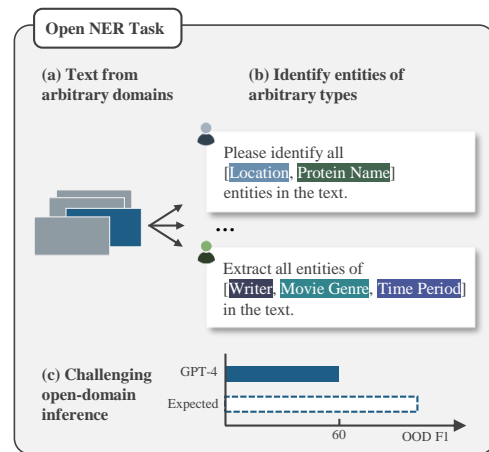 Open NER Task
(a) Text from
arbitrary domains
(b) Identify entities of
arbitrary types
Please identify all
[Location, Protein Name]
entities in the text.
...
Extract all entities of
[Writer, Movie Genre, Time Period]
in the text.
(c) Challenging
open-domain
inference
GPT-4
Expected
60
OOD F1